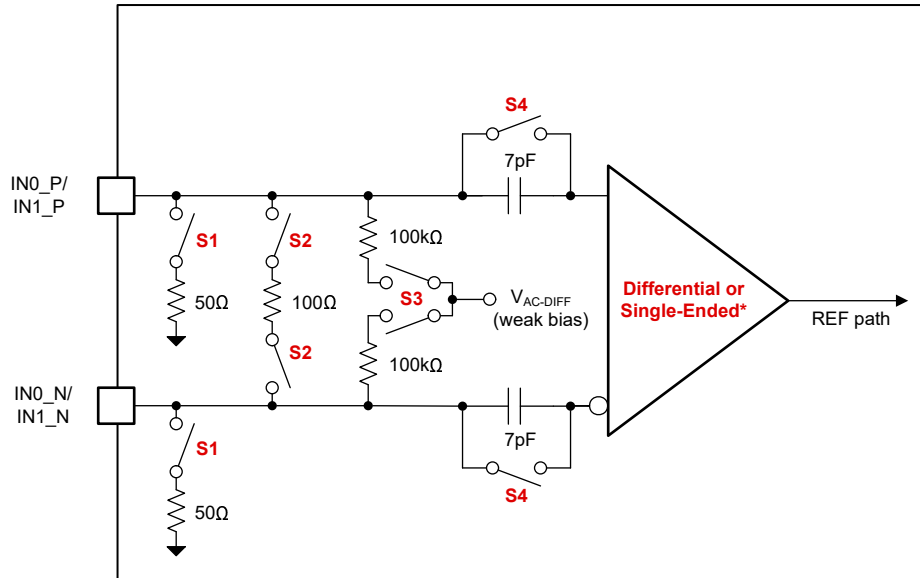 S4
7pF
IN0_P/
IN1_P
S1
S2
100kΩ
50Ω
100Ω
S3
V_AC-DIFF
(weak bias)
Differential or
Single-Ended*
REF path
S2
100kΩ
IN0_N/
IN1_N
S1
7pF
S4
50Ω